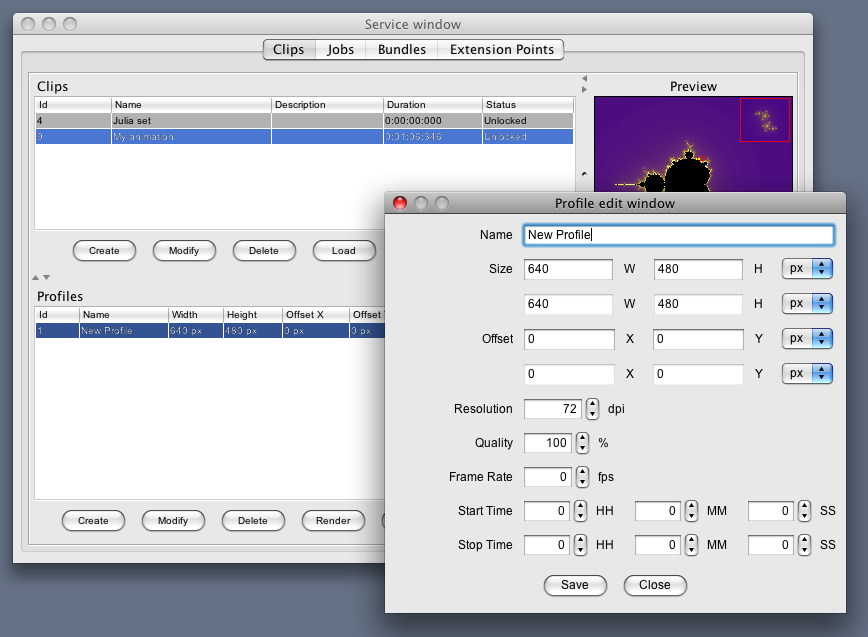 Service window
Clips Jobs Bundles Extension Points
Clips
Id Name Description Duration Status
4 Julia set 0:00:00:000 Unlocked
9 My animation 0:01:06:346 Unlocked
Create Modify Delete Load
Preview
Profiles
Id Name Width Height Offset X Offset
1 New Profile 640 px 480 px 0 px 0 px
Create Modify Delete Render
Profile edit window
Name New Profile
Size 640 W 480 H px
640 W 480 H px
Offset 0 X 0 Y px
0 X 0 Y px
Resolution 72 dpi
Quality 100 %
Frame Rate 0 fps
Start Time 0 HH 0 MM 0 SS
Stop Time 0 HH 0 MM 0 SS
Save Close